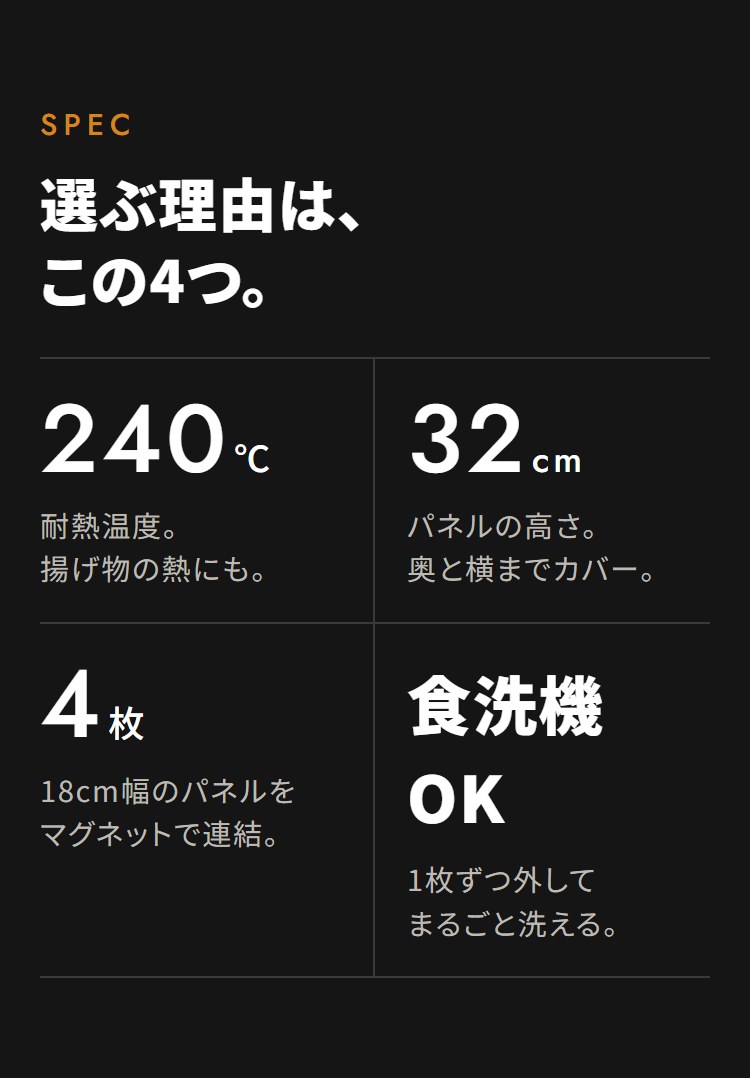 SPEC
選ぶ理由は、
この4つ。
240℃
耐熱温度。
揚げ物の熱にも。
32cm
パネルの高さ。
奥と横までカバー。
4枚
18cm幅のパネルを
マグネットで連結。
食洗機
OK
1枚ずつ外して
まるごと洗える。